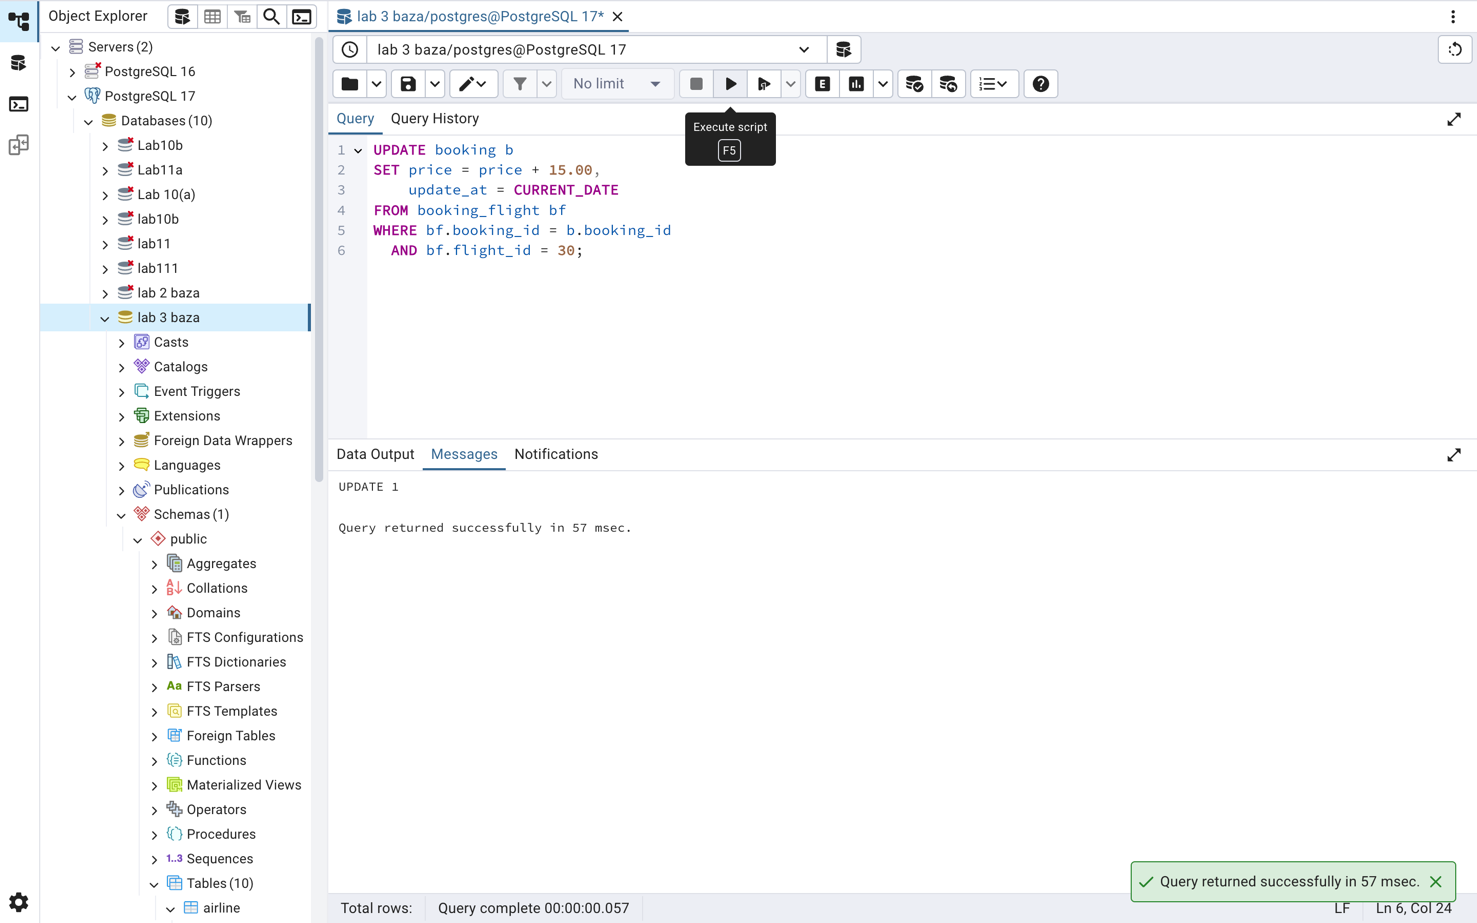 Object Explorer
lab 3 baza/postgres@PostgreSQL 17*
Servers (2)
PostgreSQL 16
PostgreSQL 17
Databases (10)
Lab10b
Lab11a
Lab 10(a)
lab10b
lab11
lab111
lab 2 baza
lab 3 baza
Casts
Catalogs
Event Triggers
Extensions
Foreign Data Wrappers
Languages
Publications
Schemas (1)
public
Aggregates
Collations
Domains
FTS Configurations
FTS Dictionaries
Aa FTS Parsers
FTS Templates
Foreign Tables
Functions
Materialized Views
Operators
Procedures
1..3 Sequences
Tables (10)
airline
lab 3 baza/postgres@PostgreSQL 17
No limit
E
Execute script
F5
Query
Query History
1 UPDATE booking b
2 SET price = price + 15.00,
3 update_at = CURRENT_DATE
4 FROM booking_flight bf
5 WHERE bf.booking_id = b.booking_id
6 AND bf.flight_id = 30;
Data Output
Messages
Notifications
UPDATE 1
Query returned successfully in 57 msec.
Query returned successfully in 57 msec.
Total rows:
Query complete 00:00:00.057
LF
Ln 6, Col 24